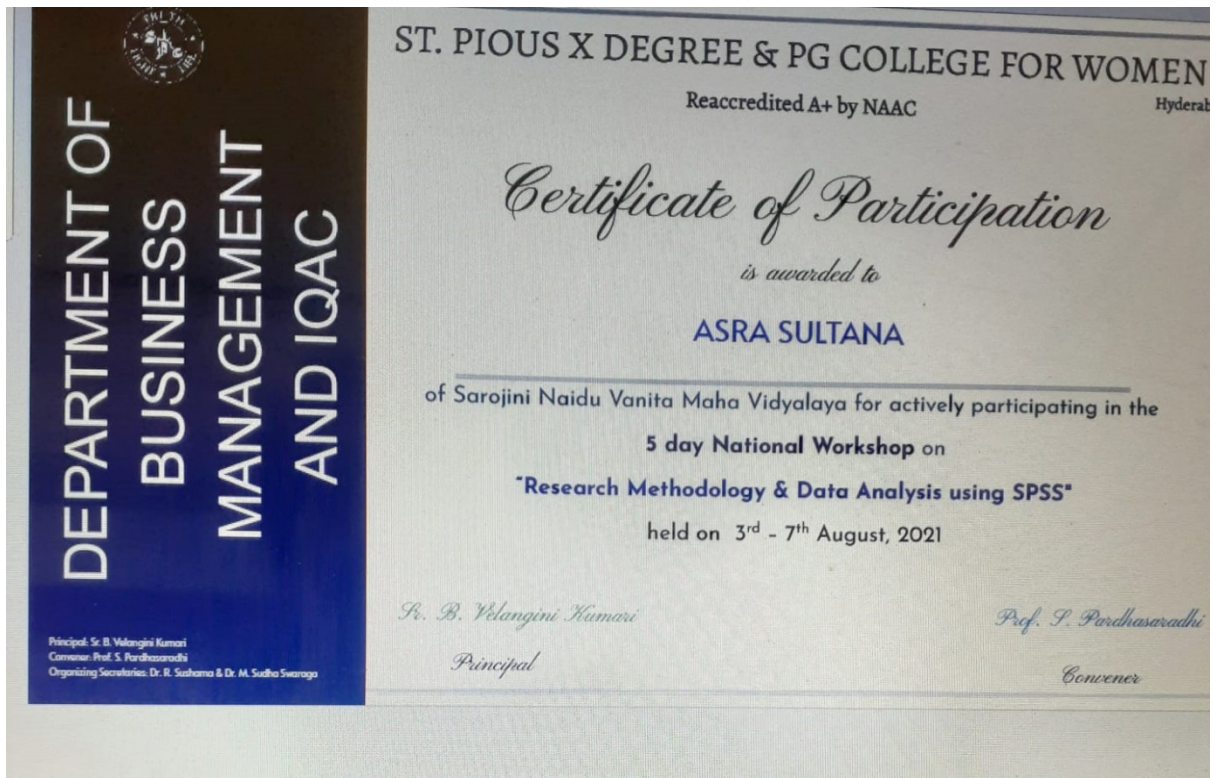 DEPARTMENT OF
BUSINESS
MANAGEMENT
AND IQAC
Principal: Sr. B. Velangini Kumari
Convener: Prof. S. Pardhasaradhi
Organizing Secretaries: Dr. R. Sushama & Dr. M. Sudha Swaraga
ST. PIOUS X DEGREE & PG COLLEGE FOR WOMEN
Reaccredited A+ by NAAC
Hyderab
Certificate of Participation
is awarded to
ASRA SULTANA
of Sarojini Naidu Vanita Maha Vidyalaya for actively participating in the
5 day National Workshop on
"Research Methodology & Data Analysis using SPSS"
held on 3rd - 7th August, 2021
Sr. B. Velangini Kumari
Prof. S. Pardhasaradhi
Principal
Convener